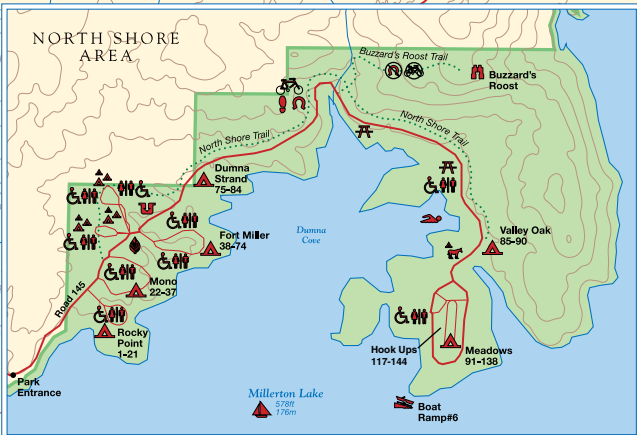 NORTH SHORE
AREA
Buzzard's Roost Trail
Buzzard's
Roost
North Shore Trail
North Shore Trail
Dumna
Strand
75-84
Fort Miller
38-74
Dumna
Cove
Valley Oak
85-90
Mono
22-37
Road 145
Rocky
Point
1-21
Hook Ups
117-144
Meadows
91-138
Park
Entrance
Millerton Lake
578ft
176m
Boat
Ramp#6